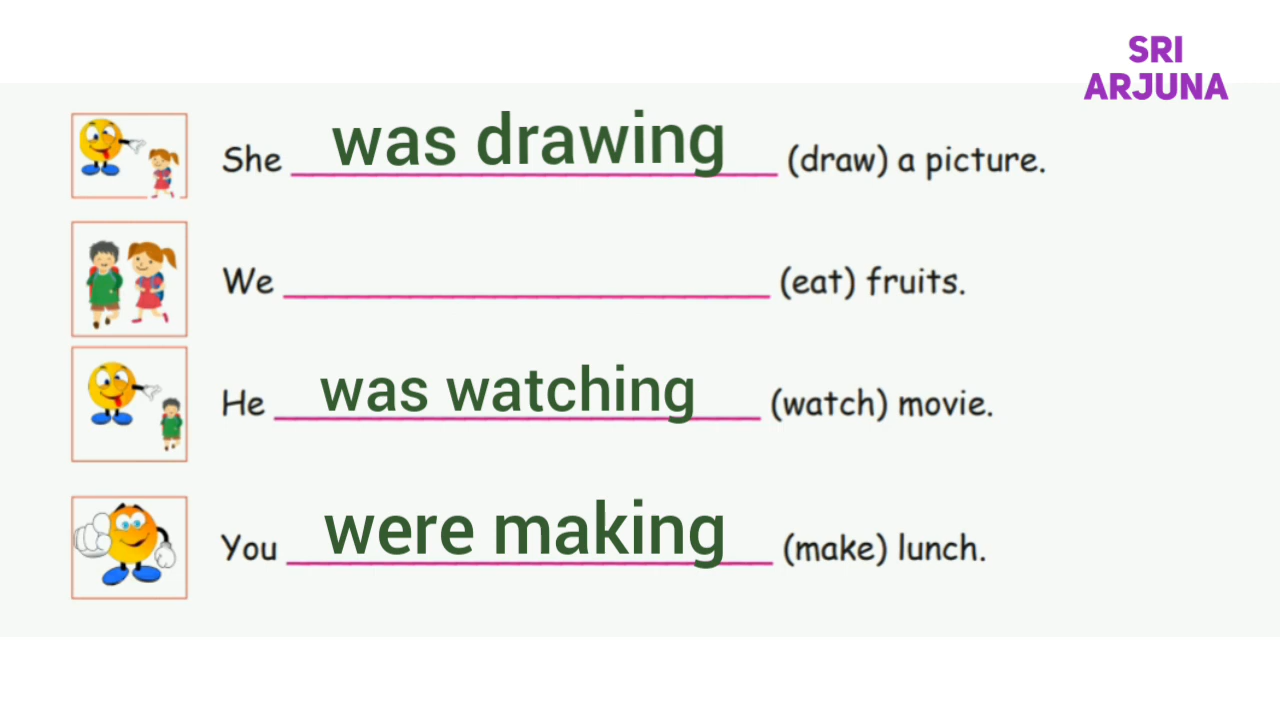 SRI
ARJUNA
She was drawing (draw) a picture.
We ____________________ (eat) fruits.
He was watching (watch) movie.
You were making (make) lunch.